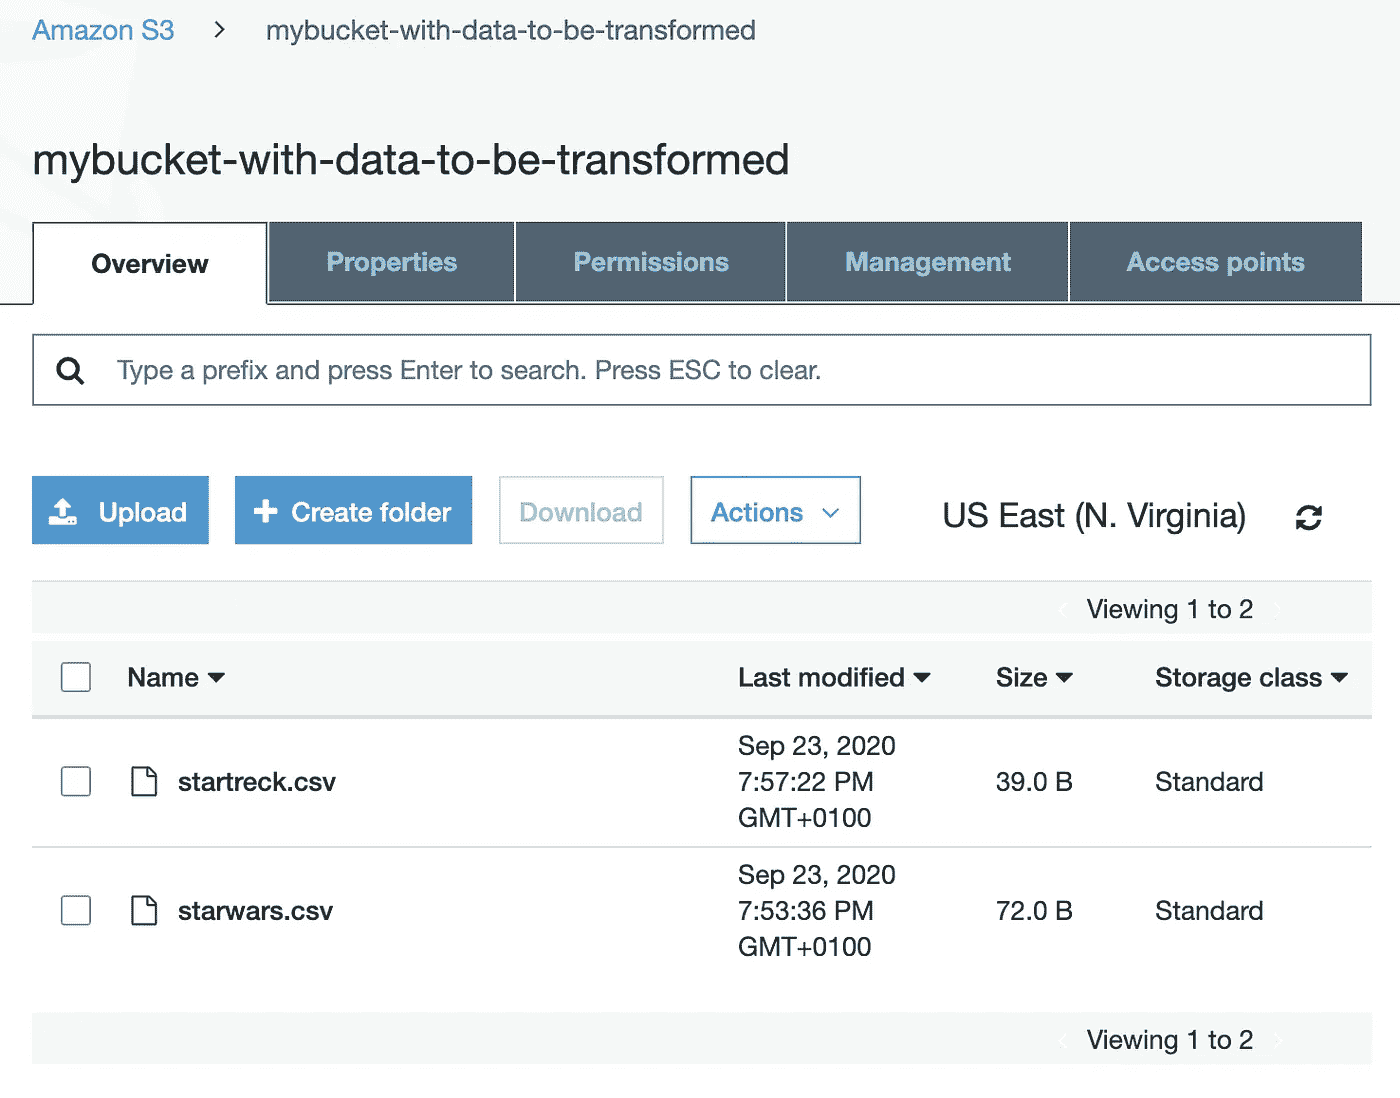 Amazon S3 > mybucket-with-data-to-be-transformed
mybucket-with-data-to-be-transformed
Overview Properties Permissions Management Access points
Type a prefix and press Enter to search. Press ESC to clear.
Upload + Create folder Download Actions US East (N. Virginia)
Viewing 1 to 2
Name Last modified Size Storage class
startreck.csv Sep 23, 2020 7:57:22 PM GMT+0100 39.0 B Standard
starwars.csv Sep 23, 2020 7:53:36 PM GMT+0100 72.0 B Standard
Viewing 1 to 2